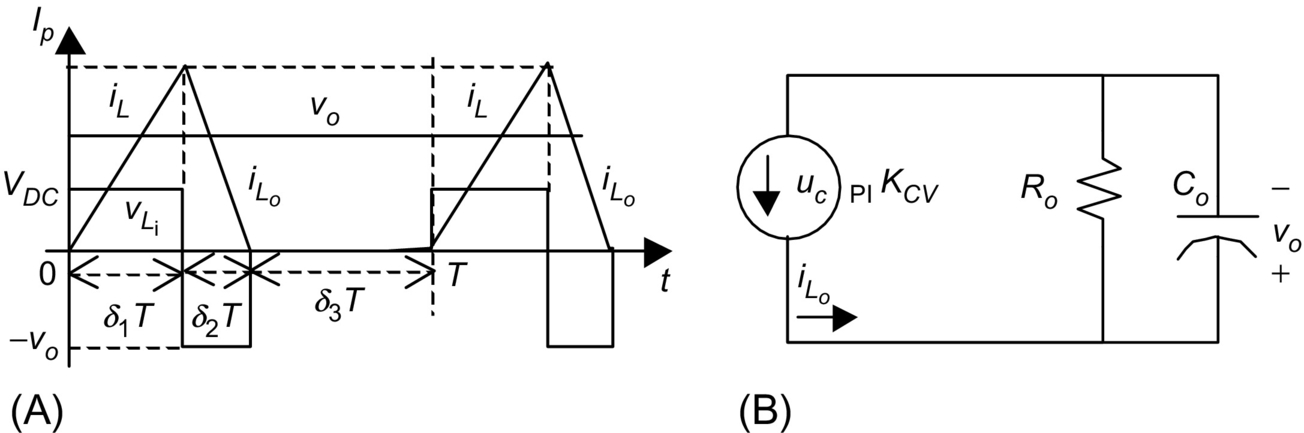 I_p
i_L
v_o
i_L
V_DC
v_Li
i_Lo
i_Lo
0
δ_1T
δ_2T
δ_3T
T
t
–v_o
(A)
u_c PI K_CV
R_o
C_o
–
v_o
+
i_Lo
(B)